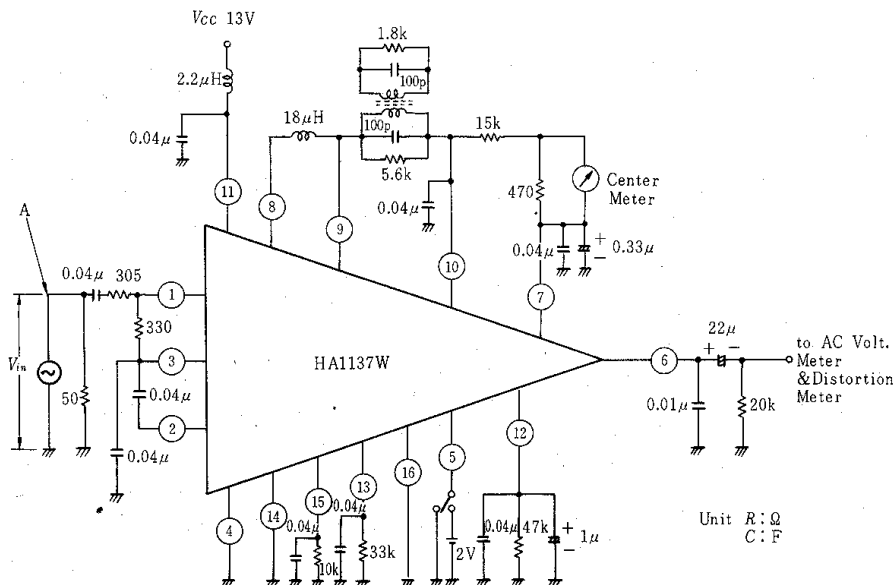 Vcc 13V
2.2μH
0.04μ
18μH
1.8k
100p
100p
5.6k
15k
0.04μ
470
Center
Meter
0.04μ
+
-
0.33μ
11
8
9
10
7
A
0.04μ
305
1
330
Vin
50
3
0.04μ
2
0.04μ
HA1137W
6
22μ
+
-
0.01μ
20k
to AC Volt.
Meter
&Distortion
Meter
4
14
15
13
16
5
12
0.04μ
10k
0.04μ
33k
2V
0.04μ
47k
+
-
1μ
Unit R:Ω
C:F